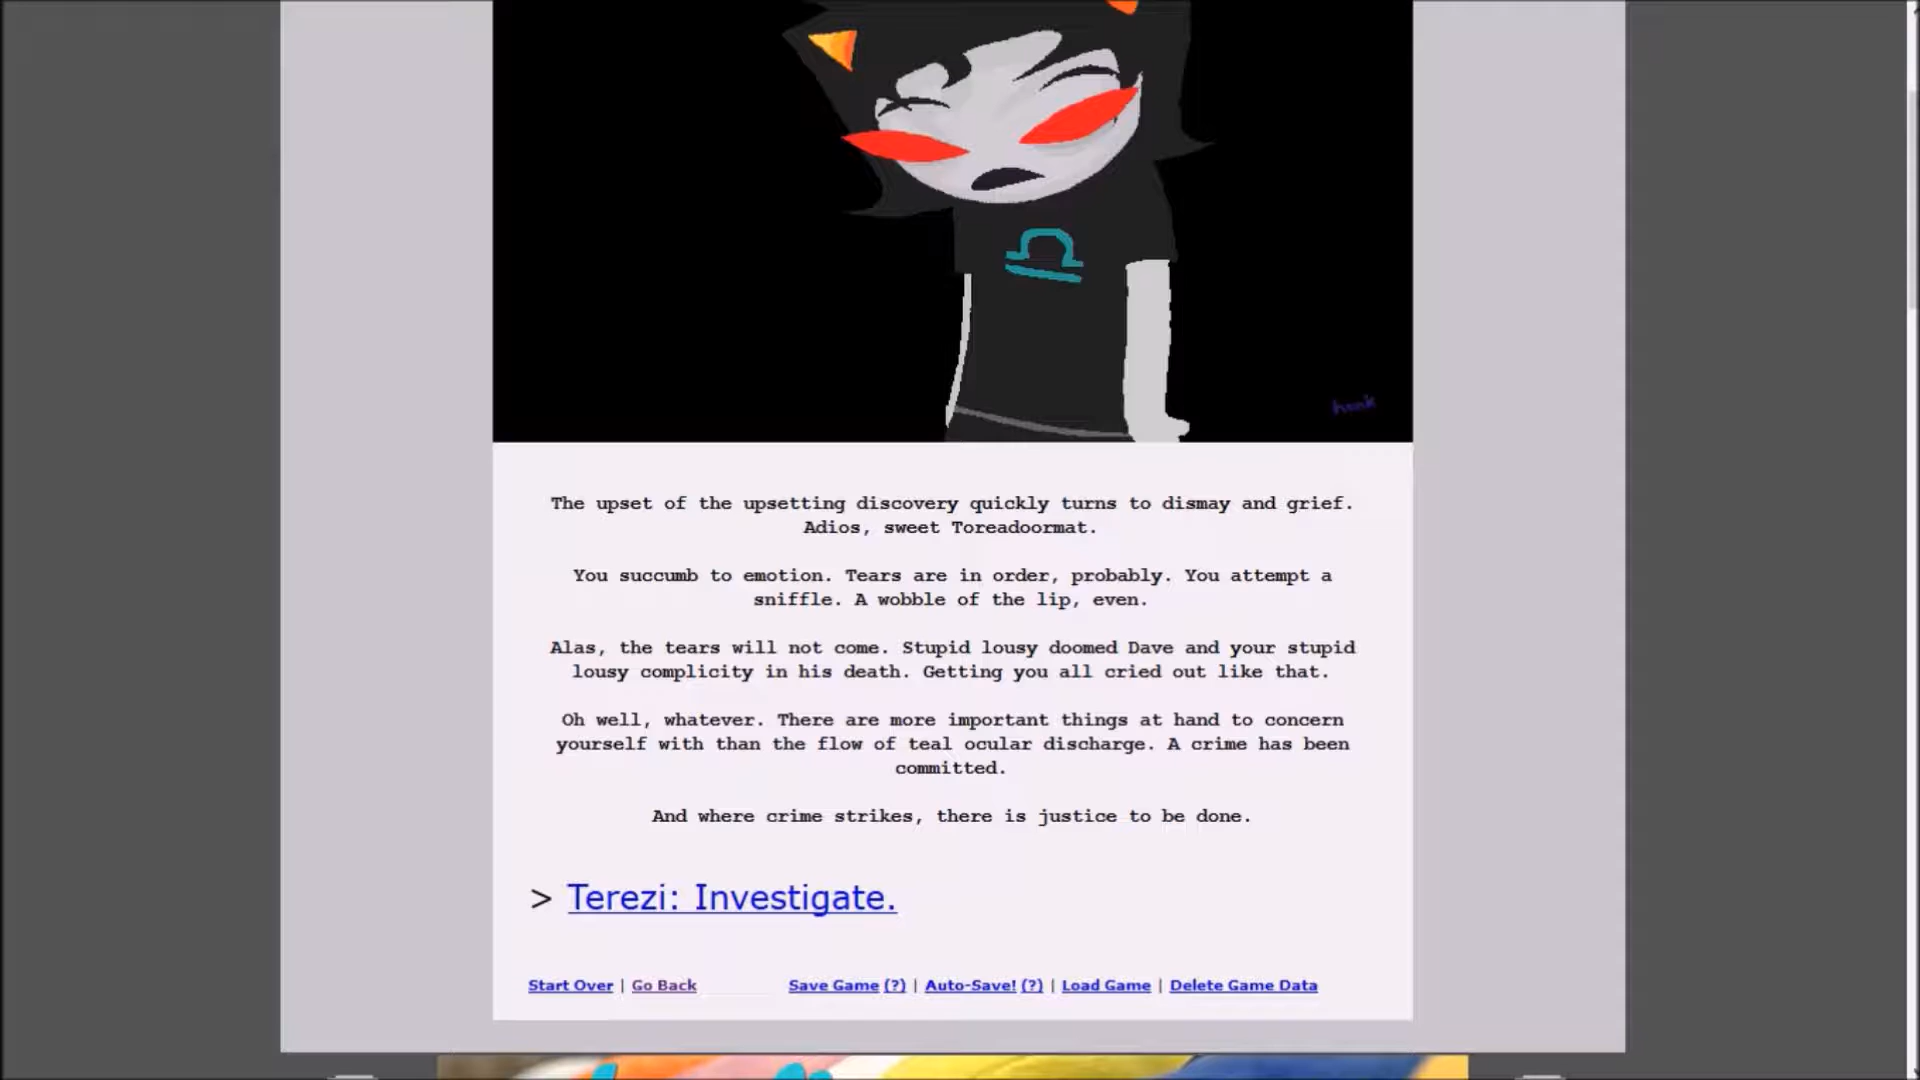 honk
The upset of the upsetting discovery quickly turns to dismay and grief.
Adios, sweet Toreadoormat.
You succumb to emotion. Tears are in order, probably. You attempt a
sniffle. A wobble of the lip, even.
Alas, the tears will not come. Stupid lousy doomed Dave and your stupid
lousy complicity in his death. Getting you all cried out like that.
Oh well, whatever. There are more important things at hand to concern
yourself with than the flow of teal ocular discharge. A crime has been
committed.
And where crime strikes, there is justice to be done.
> Terezi: Investigate.
Start Over | Go Back Save Game (?) | Auto-Save! (?) | Load Game | Delete Game Data